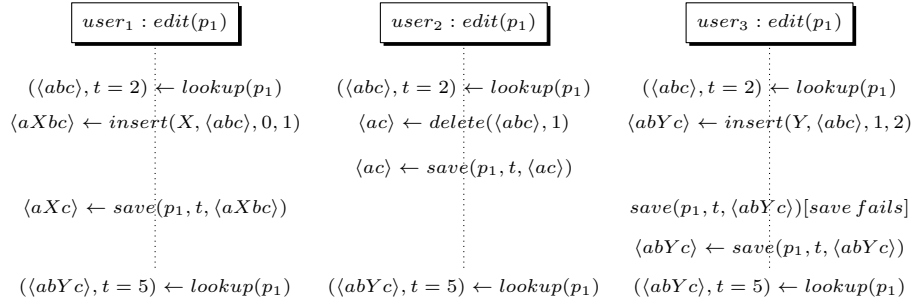 user₁ : edit(p₁) user₂ : edit(p₁) user₃ : edit(p₁)
(⟨abc⟩, t = 2) ← lookup(p₁) (⟨abc⟩, t = 2) ← lookup(p₁) (⟨abc⟩, t = 2) ← lookup(p₁)
⟨aXbc⟩ ← insert(X, ⟨abc⟩, 0, 1) ⟨ac⟩ ← delete(⟨abc⟩, 1) ⟨abYc⟩ ← insert(Y, ⟨abc⟩, 1, 2)
⟨ac⟩ ← save(p₁, t, ⟨ac⟩)
⟨aXc⟩ ← save(p₁, t, ⟨aXbc⟩) save(p₁, t, ⟨abYc⟩)[save fails]
⟨abYc⟩ ← save(p₁, t, ⟨abYc⟩)
(⟨abYc⟩, t = 5) ← lookup(p₁) (⟨abYc⟩, t = 5) ← lookup(p₁) (⟨abYc⟩, t = 5) ← lookup(p₁)